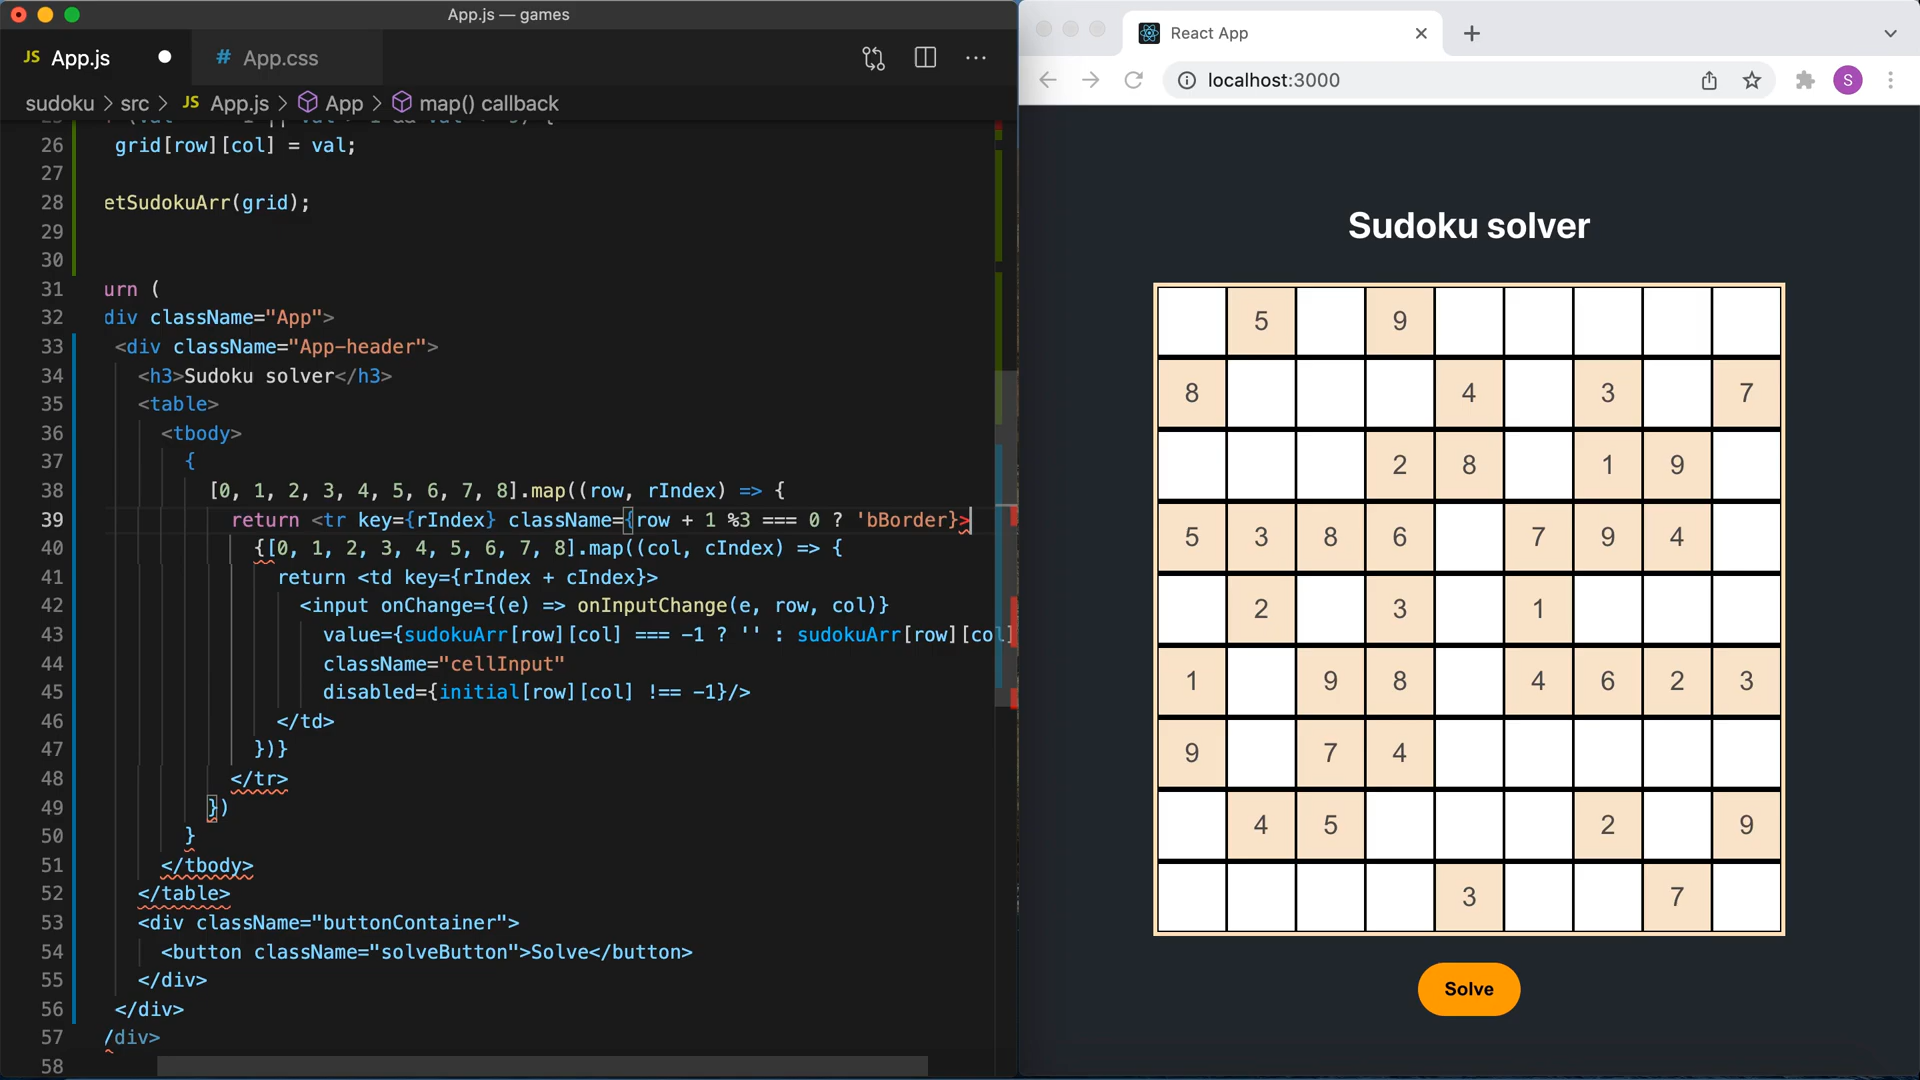 App.js — games
JS App.js
# App.css
sudoku > src > JS App.js > App > map() callback
26 grid[row][col] = val;
27
28 etSudokuArr(grid);
29
30
31 urn (
32 div className="App">
33 <div className="App-header">
34 <h3>Sudoku solver</h3>
35 <table>
36 <tbody>
37 {
38 [0, 1, 2, 3, 4, 5, 6, 7, 8].map((row, rIndex) => {
39 return <tr key={rIndex} className={row + 1 %3 === 0 ? 'bBorder}>
40 {[0, 1, 2, 3, 4, 5, 6, 7, 8].map((col, cIndex) => {
41 return <td key={rIndex + cIndex}>
42 <input onChange={(e) => onInputChange(e, row, col)}
43 value={sudokuArr[row][col] === -1 ? '' : sudokuArr[row][col]
44 className="cellInput"
45 disabled={initial[row][col] !== -1}/>
46 </td>
47 })}
48 </tr>
49 })
50 }
51 </tbody>
52 </table>
53 <div className="buttonContainer">
54 <button className="solveButton">Solve</button>
55 </div>
56 </div>
57 /div>
58
React App
localhost:3000
S
Sudoku solver
5 9
8 4 3 7
2 8 1 9
5 3 8 6 7 9 4
2 3 1
1 9 8 4 6 2 3
9 7 4
4 5 2 9
3 7
Solve